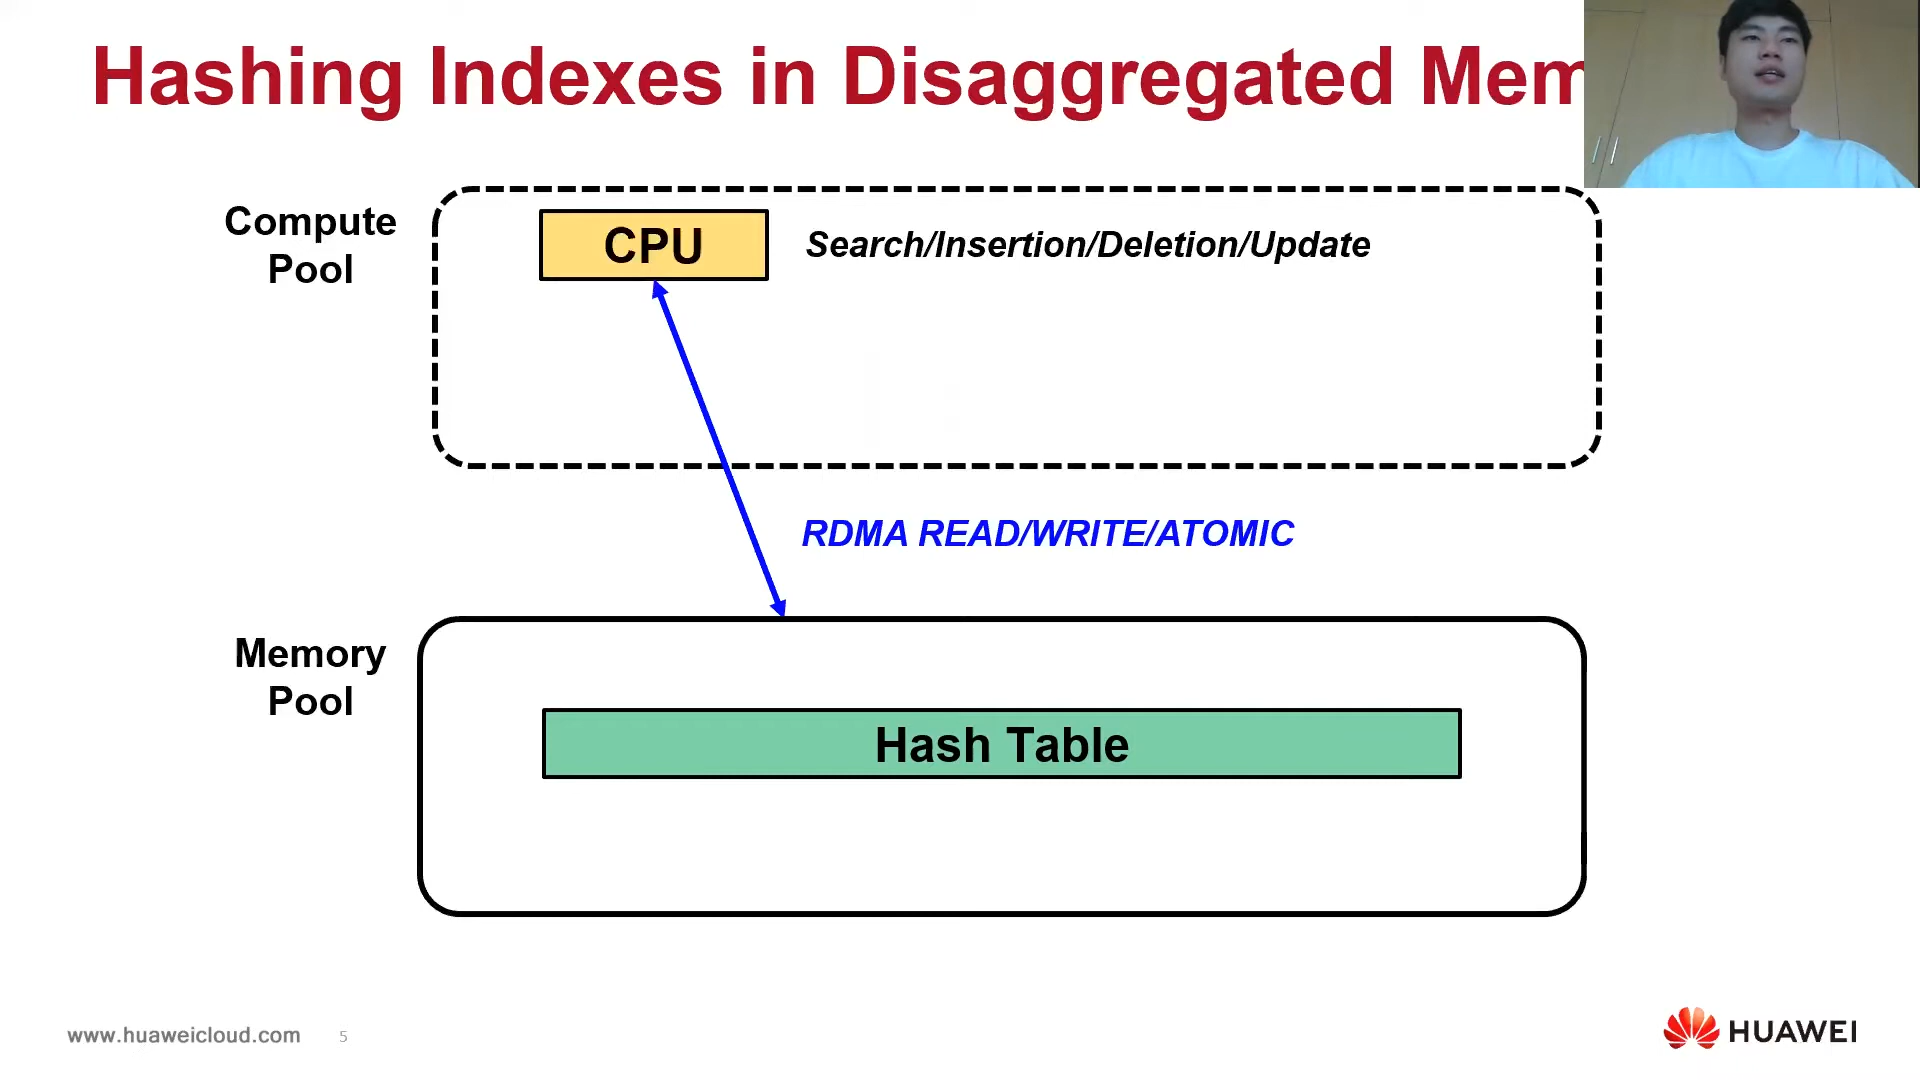 Hashing Indexes in Disaggregated Mem
Compute
Pool
CPU
Search/Insertion/Deletion/Update
RDMA READ/WRITE/ATOMIC
Memory
Pool
Hash Table
www.huaweicloud.com
5
HUAWEI